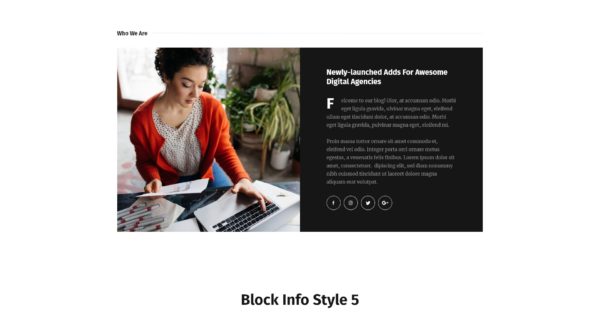 Who We Are
Newly-launched Adds For Awesome
Digital Agencies
Felcome to our blog! Utur, at accumsan odio. Morbi
eget ligula gravida, ulvinar magna eget, eleifend
ullam eget tincidunt dolor, at accumsan odio. Morbi
eget ligula gravida, pulvinar magna eget, eleifend mi.
Proin massa tortor ornare sit amet commodo et,
eleifend vel odio. Integer porta orci ornare metus
egestas, a venenatis felis finibus. Lorem ipsum dolor sit
amet, consectetuer. dipiscing elit, sed diam nonummy
nibh euismod tincidunt ut laoreet dolore magna
aliquam erat volutpat.
Block Info Style 5